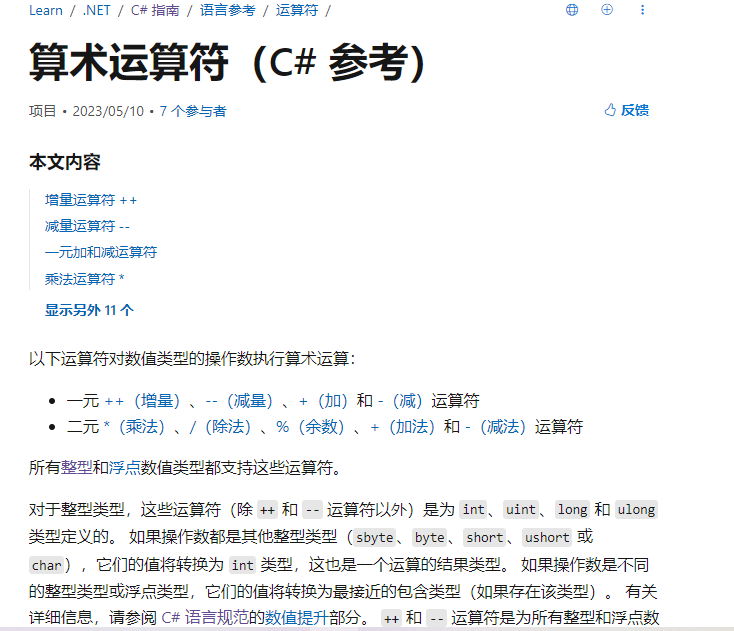 Learn / .NET / C# 指南 / 语言参考 / 运算符 /
算术运算符（C# 参考）
项目 • 2023/05/10 • 7 个参与者
反馈
本文内容
增量运算符 ++
减量运算符 --
一元加和减运算符
乘法运算符 *
显示另外 11 个
以下运算符对数值类型的操作数执行算术运算：
• 一元 ++（增量）、--（减量）、+（加）和 -（减）运算符
• 二元 *（乘法）、/（除法）、%（余数）、+（加法）和 -（减法）运算符
所有整型和浮点数值类型都支持这些运算符。
对于整型类型，这些运算符（除 ++ 和 -- 运算符以外）是为 int、uint、long 和 ulong
类型定义的。 如果操作数都是其他整型类型（sbyte、byte、short、ushort 或
char），它们的值将转换为 int 类型，这也是一个运算的结果类型。 如果操作数是不同
的整型类型或浮点类型，它们的值将转换为最接近的包含类型（如果存在该类型）。 有关
详细信息，请参阅 C# 语言规范的数值提升部分。 ++ 和 -- 运算符是为所有整型和浮点数